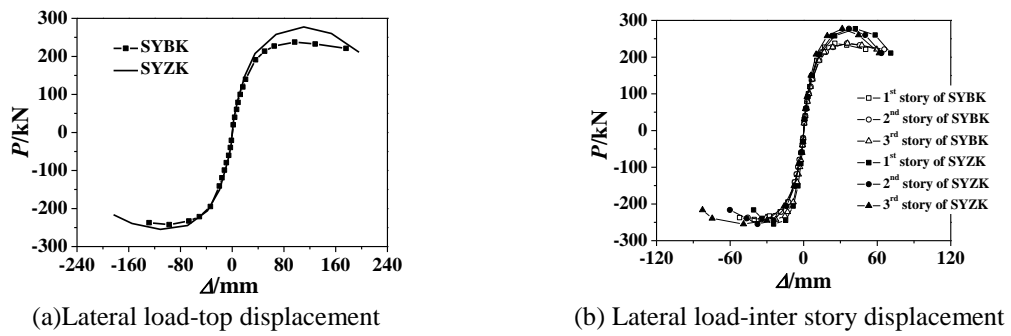 300
200
100
0
-100
-200
-300
P/kN
SYBK
SYZK
-240 -160 -80 0 80 160 240
Δ/mm
(a)Lateral load-top displacement
300
200
100
0
-100
-200
-300
P/kN
1st story of SYBK
2nd story of SYBK
3rd story of SYBK
1st story of SYZK
2nd story of SYZK
3rd story of SYZK
-120 -60 0 60 120
Δ/mm
(b) Lateral load-inter story displacement